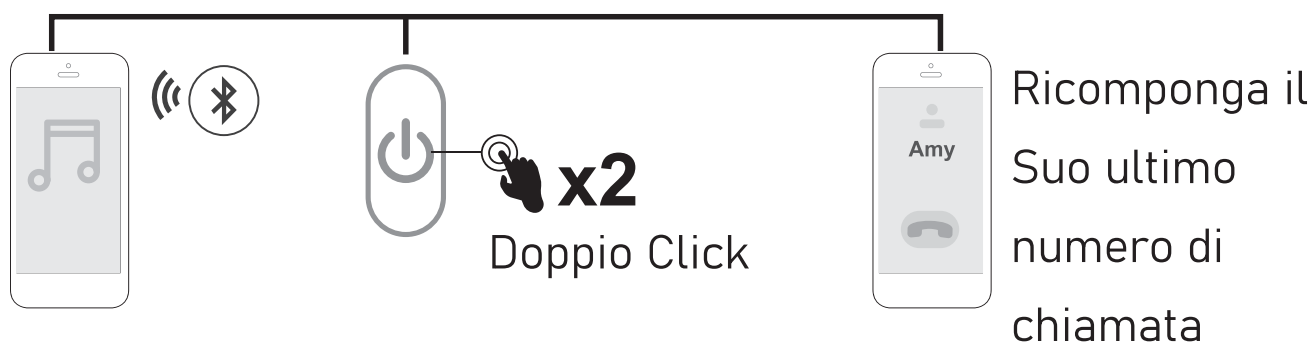 x2
Doppio Click
Amy
Ricomponga il
Suo ultimo
numero di
chiamata